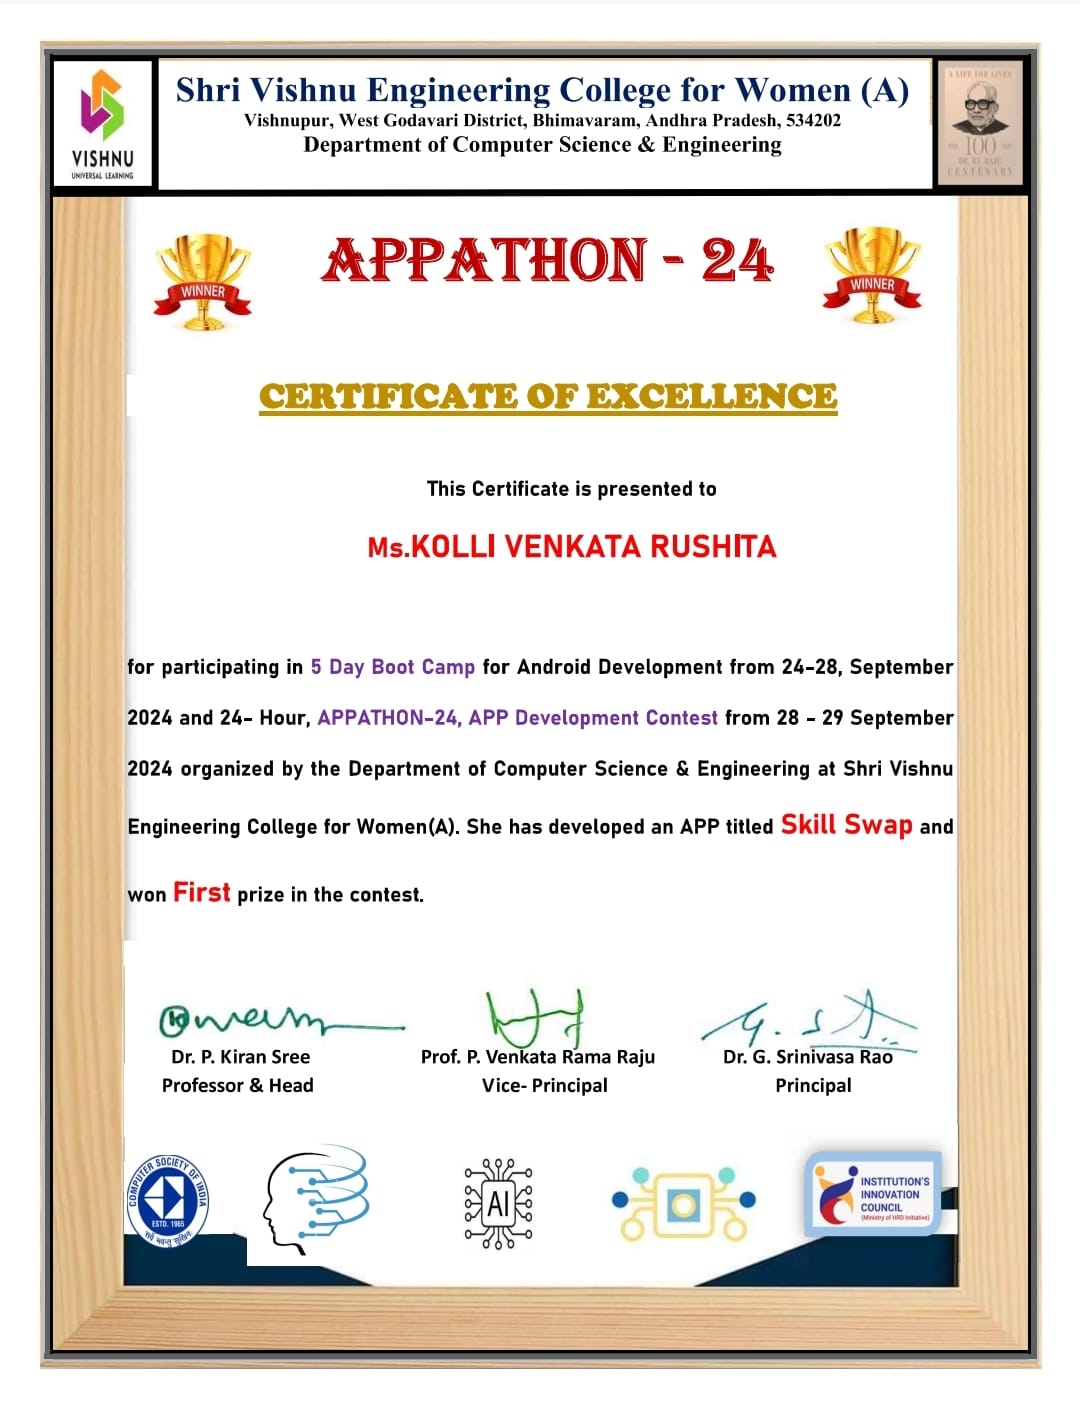 VISHNU
UNIVERSAL LEARNING
Shri Vishnu Engineering College for Women (A)
Vishnupur, West Godavari District, Bhimavaram, Andhra Pradesh, 534202
Department of Computer Science & Engineering
A LIFE FOR LIVES
100
DR. B.V. RAJU
CENTENARY
1
WINNER
APPATHON - 24
1
WINNER
CERTIFICATE OF EXCELLENCE
This Certificate is presented to
Ms.KOLLI VENKATA RUSHITA
for participating in 5 Day Boot Camp for Android Development from 24-28, September
2024 and 24- Hour, APPATHON-24, APP Development Contest from 28 - 29 September
2024 organized by the Department of Computer Science & Engineering at Shri Vishnu
Engineering College for Women(A). She has developed an APP titled Skill Swap and
won First prize in the contest.
Dr. P. Kiran Sree
Professor & Head
Prof. P. Venkata Rama Raju
Vice- Principal
Dr. G. Srinivasa Rao
Principal
COMPUTER SOCIETY OF INDIA
ESTD. 1965
AI
INSTITUTION'S
INNOVATION
COUNCIL
(Ministry of HRD Initiative)